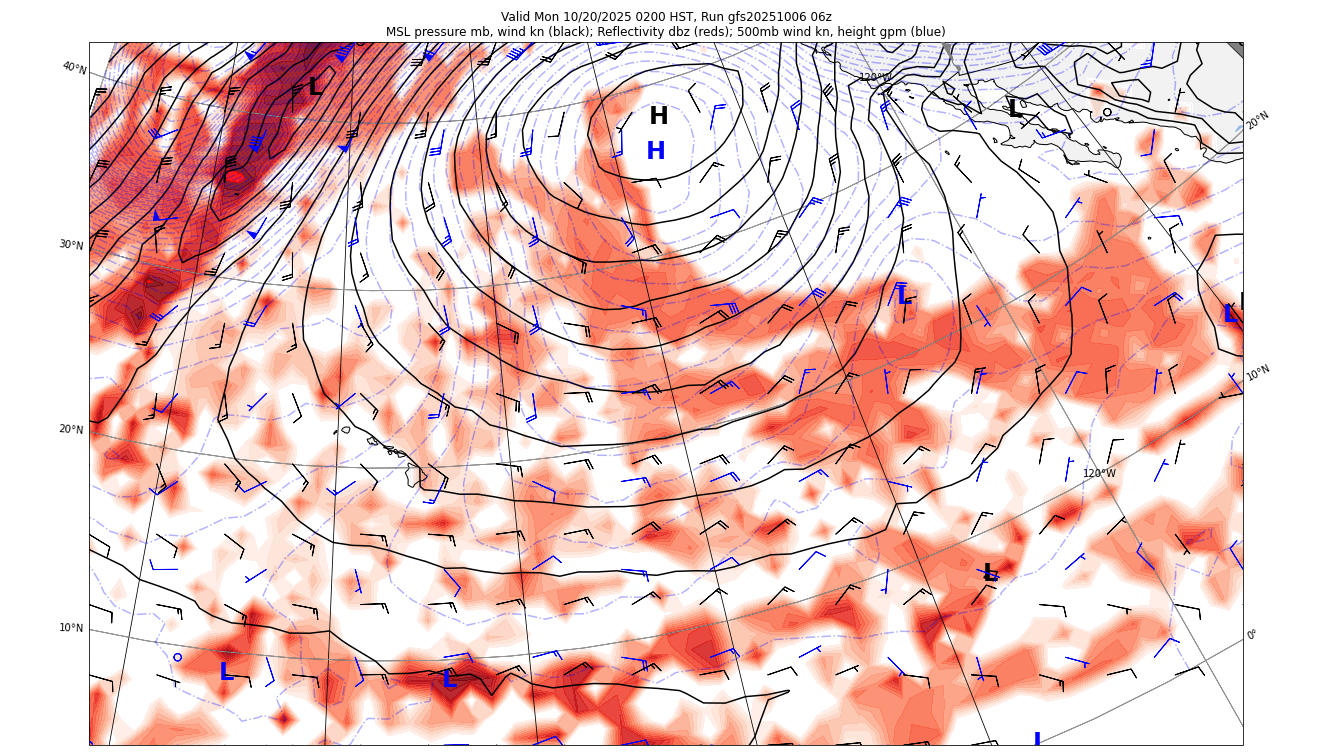 Valid Mon 10/20/2025 0200 HST, Run gfs20251006 06z
MSL pressure mb, wind kn (black); Reflectivity dbz (reds); 500mb wind kn, height gpm (blue)
40°N
120°W
L
H
L
20°N
H
30°N
L
L
10°N
20°N
120°W
L
10°N
0°
L
L
L